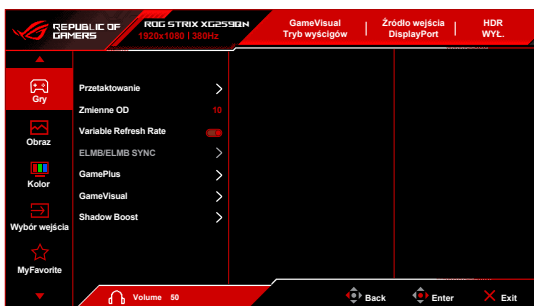 REPUBLIC OF
GAMERS
ROG STRIX XG259QN
1920x1080 | 380Hz
GameVisual
Tryb wyścigów
Źródło wejścia
DisplayPort
HDR
WYŁ.
Gry
Obraz
Kolor
Wybór wejścia
MyFavorite
Przetaktowanie
Zmienne OD 10
Variable Refresh Rate
ELMB/ELMB SYNC
GamePlus
GameVisual
Shadow Boost
Volume 50
Back
Enter
Exit